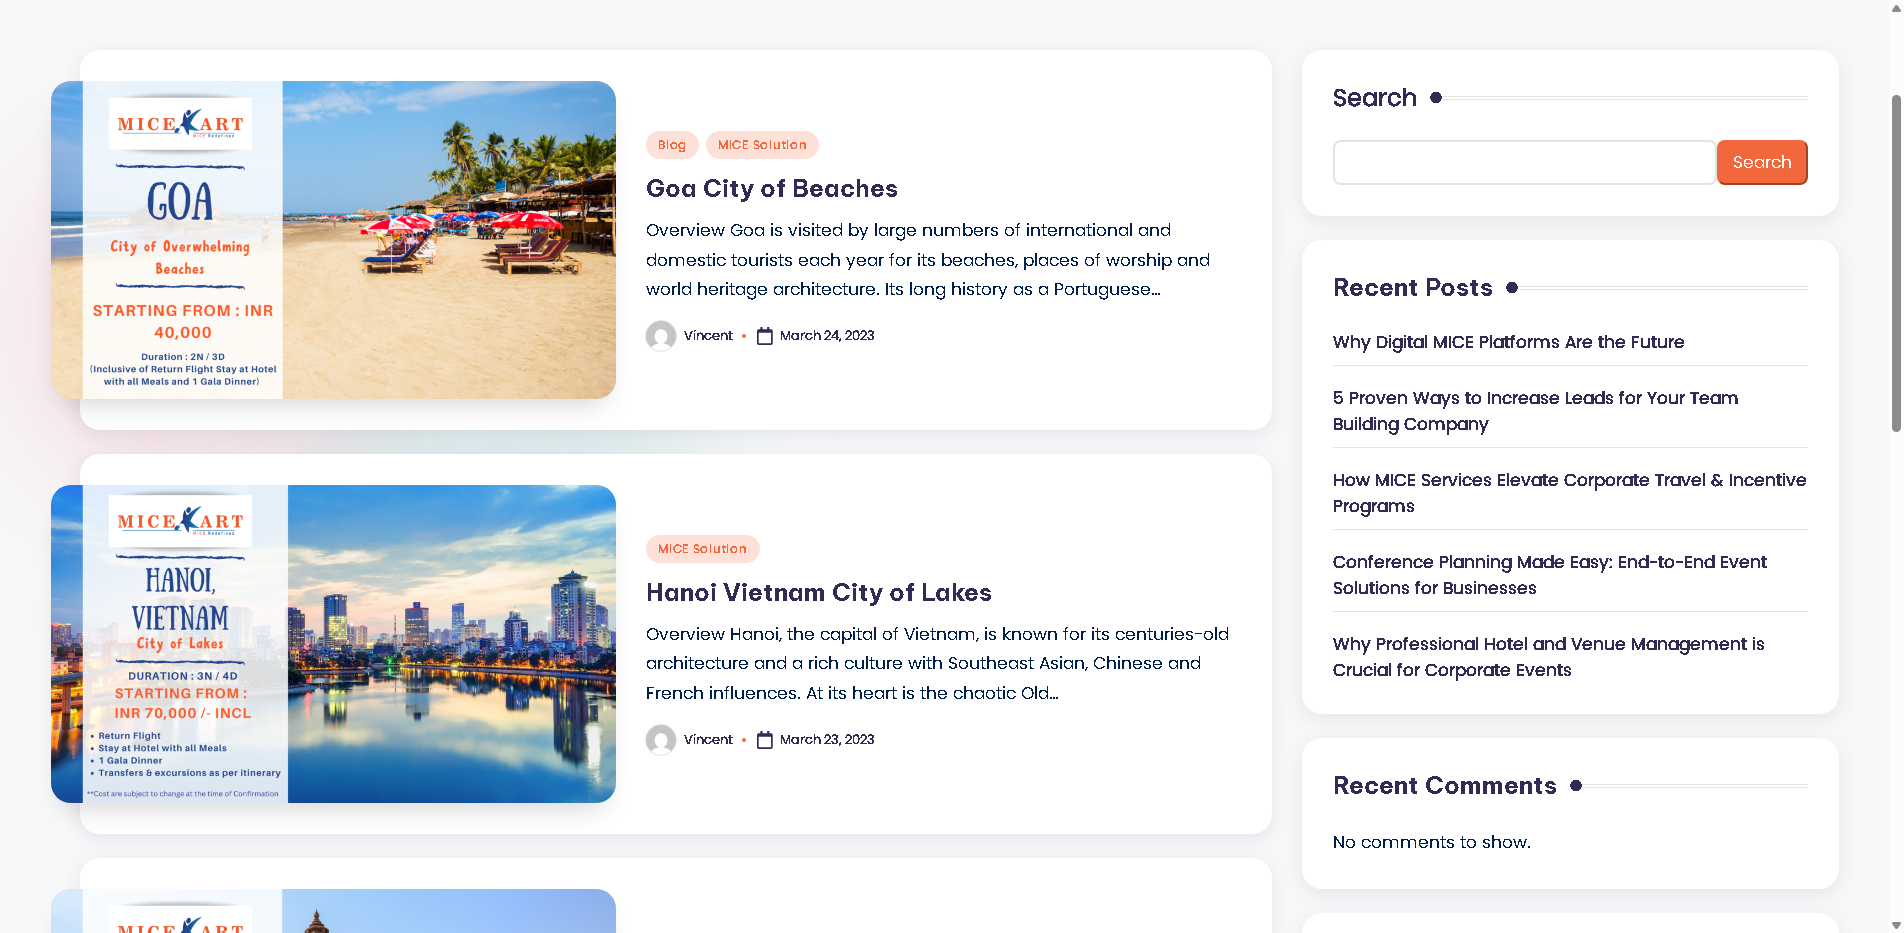 MICEKART
MICE Redefined
GOA
City of Overwhelming
Beaches
STARTING FROM : INR
40,000
Duration : 2N / 3D
(Inclusive of Return Flight Stay at Hotel
with all Meals and 1 Gala Dinner)
Blog
MICE Solution
Goa City of Beaches
Overview Goa is visited by large numbers of international and
domestic tourists each year for its beaches, places of worship and
world heritage architecture. Its long history as a Portuguese…
Vincent
March 24, 2023
MICEKART
MICE Redefined
HANOI,
VIETNAM
City of Lakes
DURATION : 3N / 4D
STARTING FROM :
INR 70,000 /- INCL
• Return Flight
• Stay at Hotel with all Meals
• 1 Gala Dinner
• Transfers & excursions as per itinerary
**Cost are subject to change at the time of Confirmation
MICE Solution
Hanoi Vietnam City of Lakes
Overview Hanoi, the capital of Vietnam, is known for its centuries-old
architecture and a rich culture with Southeast Asian, Chinese and
French influences. At its heart is the chaotic Old…
Vincent
March 23, 2023
MICEKART
Search
Search
Recent Posts
Why Digital MICE Platforms Are the Future
5 Proven Ways to Increase Leads for Your Team
Building Company
How MICE Services Elevate Corporate Travel & Incentive
Programs
Conference Planning Made Easy: End-to-End Event
Solutions for Businesses
Why Professional Hotel and Venue Management is
Crucial for Corporate Events
Recent Comments
No comments to show.